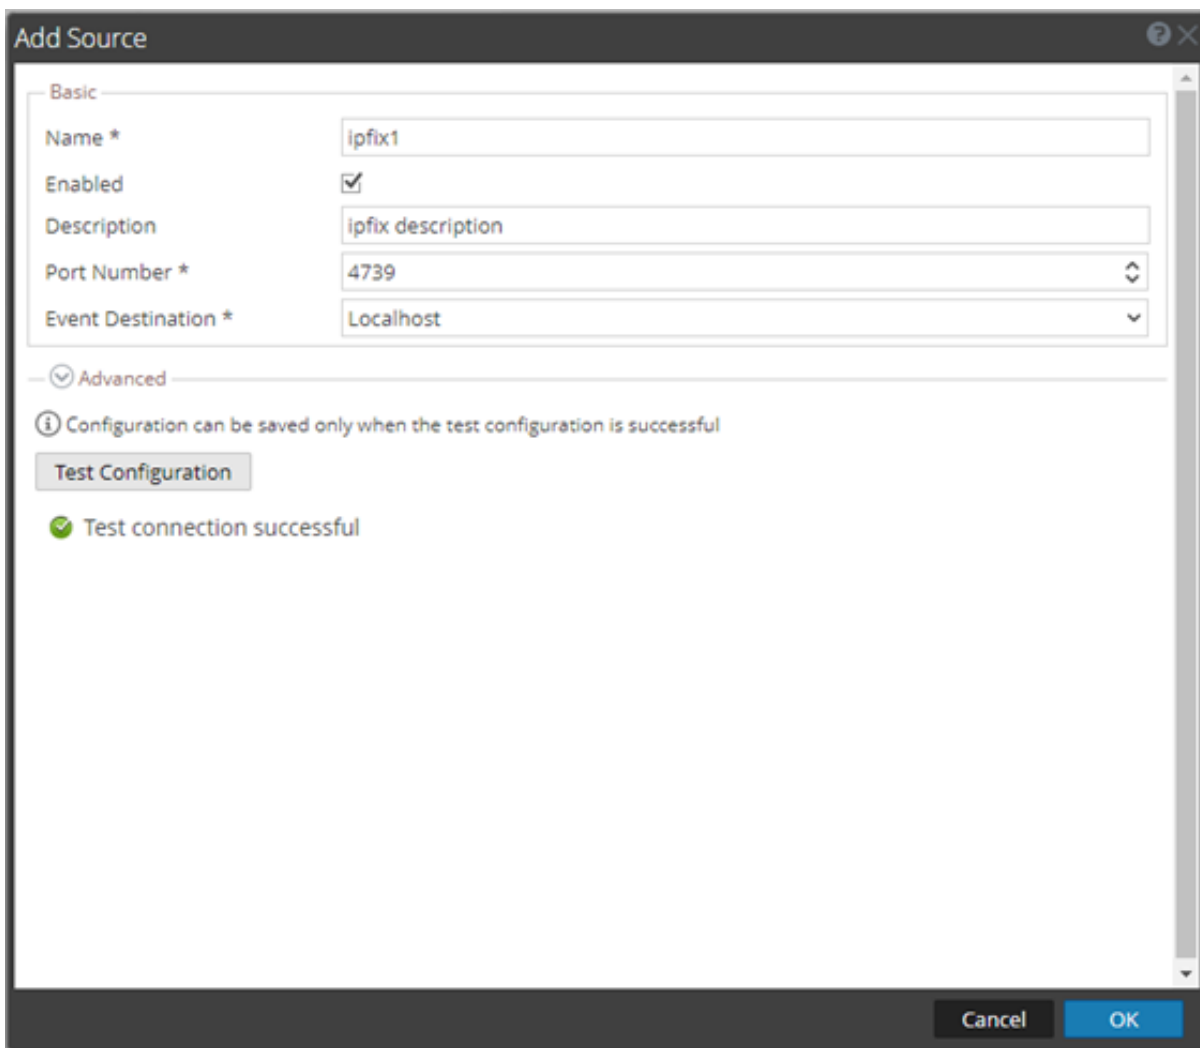 Add Source
Basic
Name * ipfix1
Enabled
Description ipfix description
Port Number * 4739
Event Destination * Localhost
Advanced
Configuration can be saved only when the test configuration is successful
Test Configuration
Test connection successful
Cancel OK